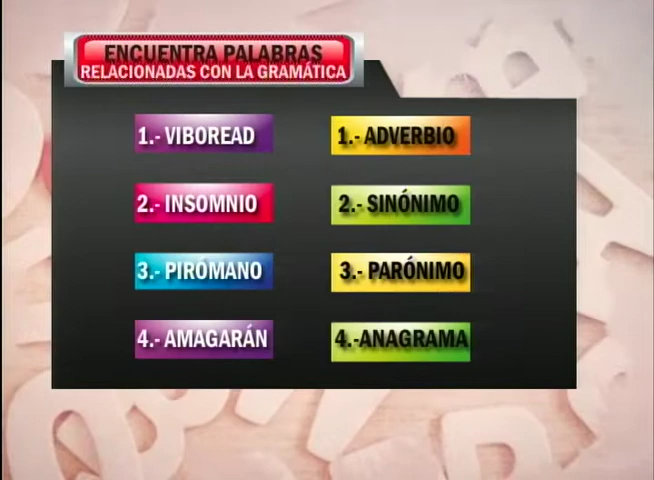 ENCUENTRA PALABRAS
RELACIONADAS CON LA GRAMÁTICA
1.- VIBOREAD
1.- ADVERBIO
2.- INSOMNIO
2.- SINÓNIMO
3.- PIRÓMANO
3.- PARÓNIMO
4.- AMAGARÁN
4.-ANAGRAMA